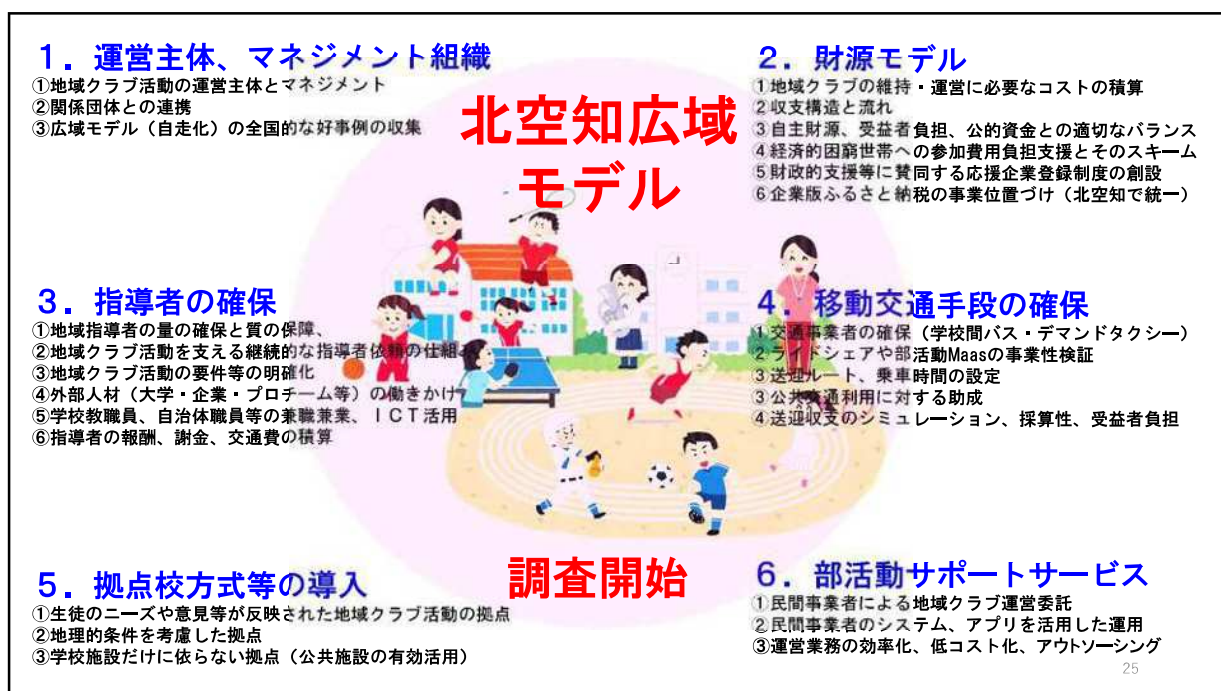 北空知広域
モデル
1．運営主体、マネジメント組織
①地域クラブ活動の運営主体とマネジメント
②関係団体との連携
③広域モデル（自走化）の全国的な好事例の収集
2．財源モデル
①地域クラブの維持・運営に必要なコストの積算
②収支構造と流れ
③自主財源、受益者負担、公的資金との適切なバランス
④経済的困窮世帯への参加費用負担支援とそのスキーム
⑤財政的支援等に賛同する応援企業登録制度の創設
⑥企業版ふるさと納税の事業位置づけ（北空知で統一）
3．指導者の確保
①地域指導者の量の確保と質の保障、
②地域クラブ活動を支える継続的な指導者依頼の仕組み
③地域クラブ活動の要件等の明確化
④外部人材（大学・企業・プロチーム等）の働きかけ
⑤学校教職員、自治体職員等の兼職兼業、ＩＣＴ活用
⑥指導者の報酬、謝金、交通費の積算
4．移動交通手段の確保
1 交通事業者の確保（学校間バス・デマンドタクシー）
2 ライドシェアや部活動Maasの事業性検証
3 送迎ルート、乗車時間の設定
3 公共交通利用に対する助成
4 送迎収支のシミュレーション、採算性、受益者負担
5．拠点校方式等の導入
①生徒のニーズや意見等が反映された地域クラブ活動の拠点
②地理的条件を考慮した拠点
③学校施設だけに依らない拠点（公共施設の有効活用）
調査開始
6．部活動サポートサービス
①民間事業者による地域クラブ運営委託
②民間事業者のシステム、アプリを活用した運用
③運営業務の効率化、低コスト化、アウトソーシング
25